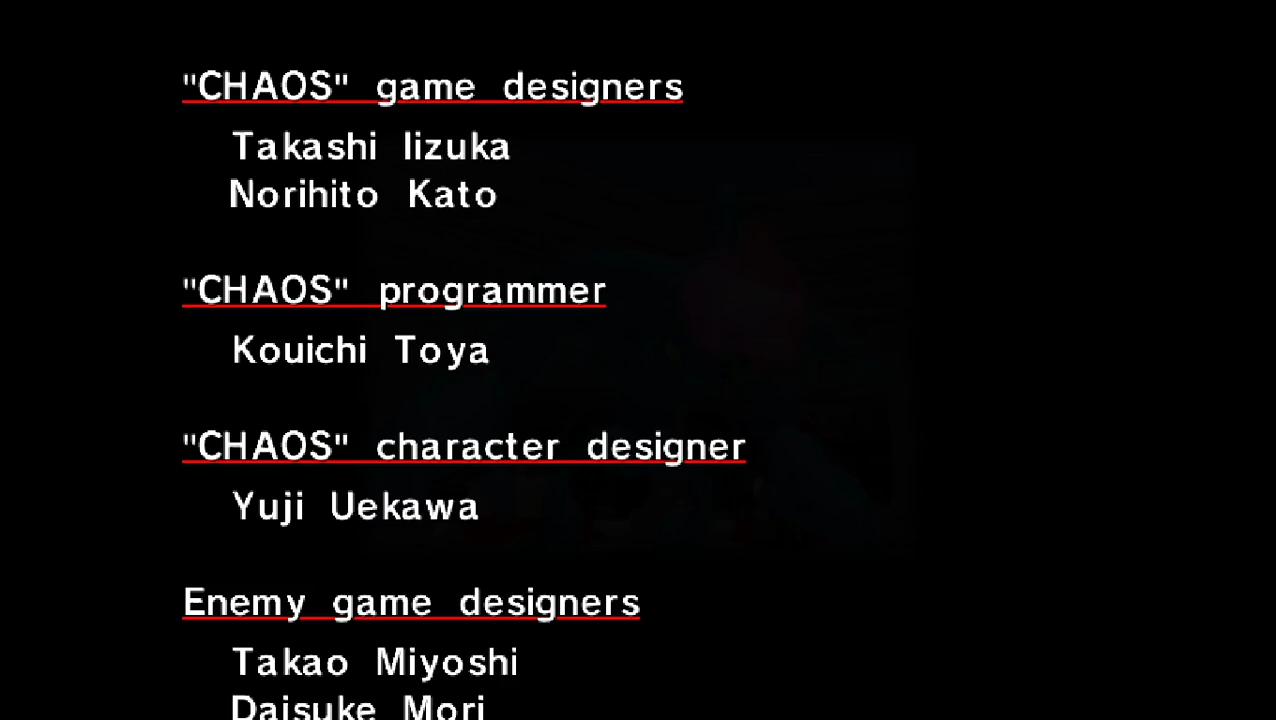 "CHAOS" game designers
Takashi Iizuka
Norihito Kato
"CHAOS" programmer
Kouichi Toya
"CHAOS" character designer
Yuji Uekawa
Enemy game designers
Takao Miyoshi
Daisuke Mori